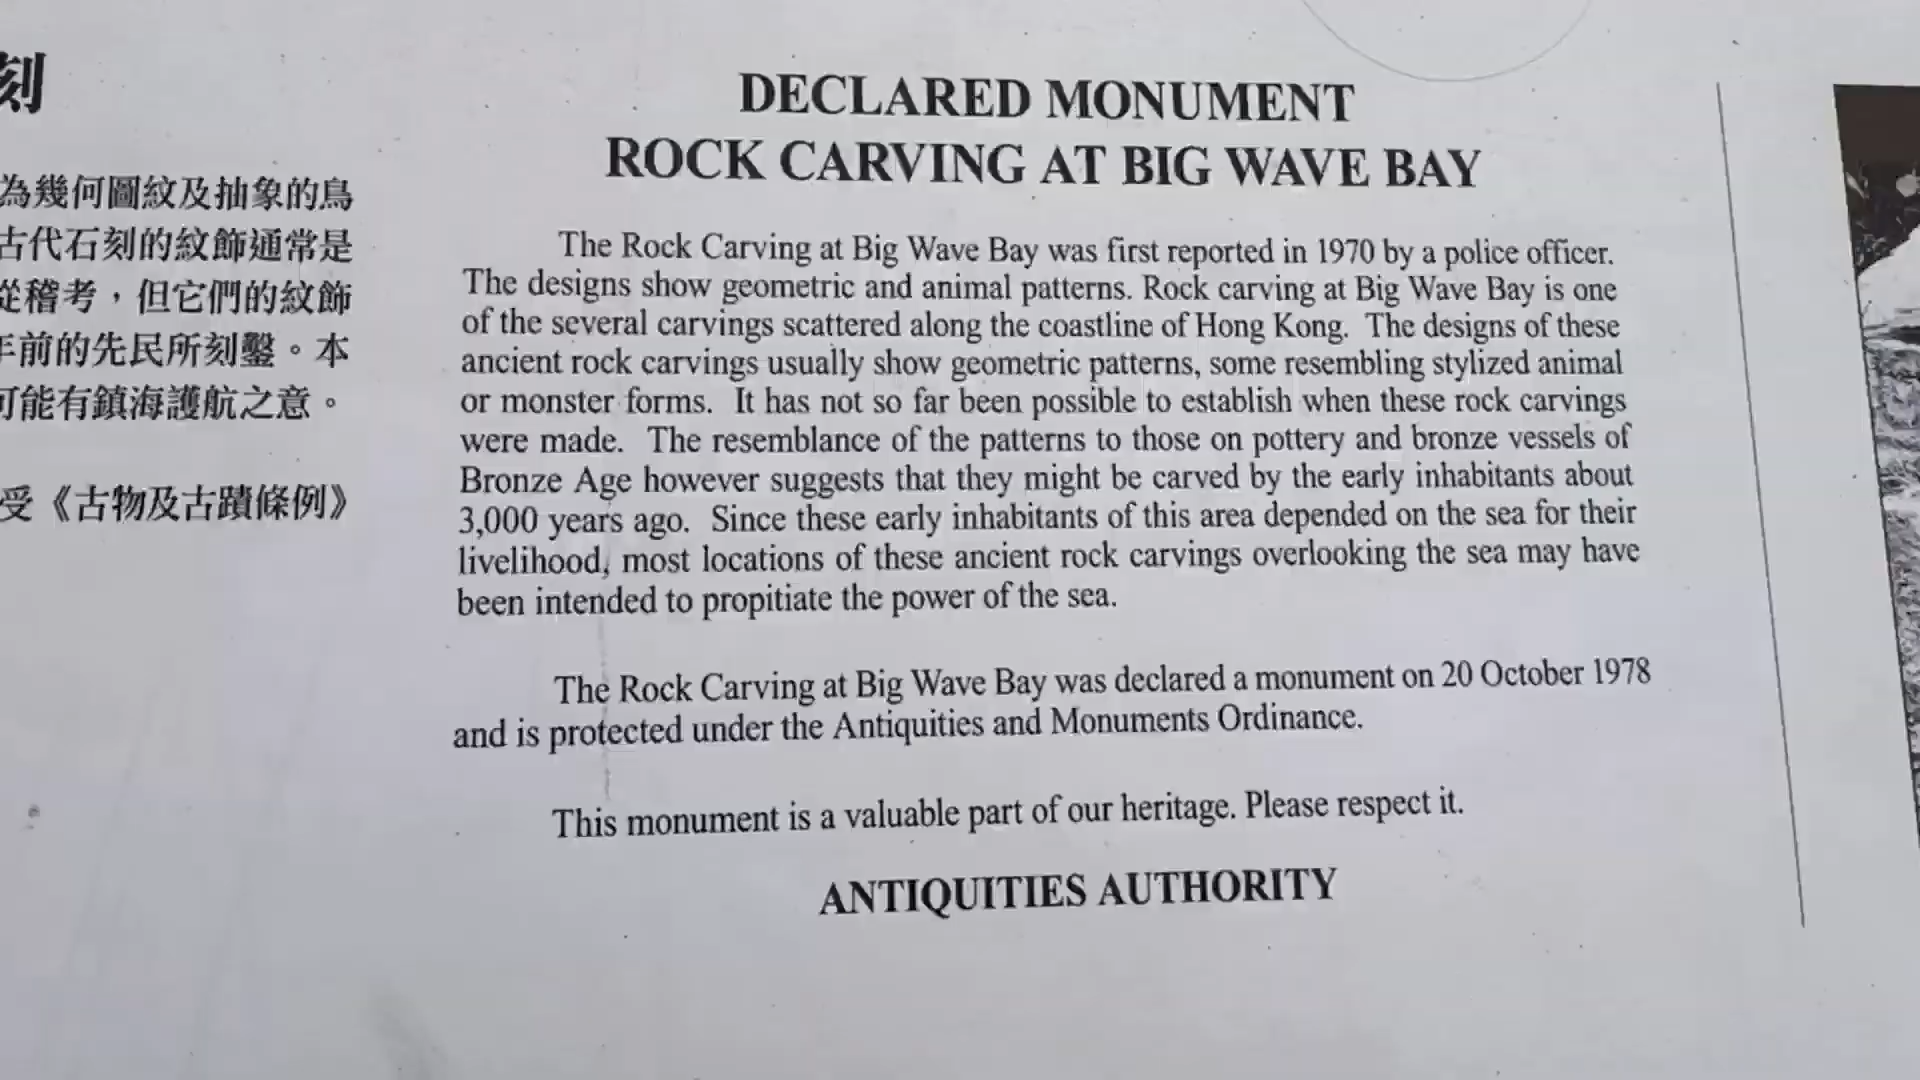 刻
為幾何圖紋及抽象的鳥
古代石刻的紋飾通常是
從稽考，但它們的紋飾
年前的先民所刻鑿。本
可能有鎮海護航之意。
受《古物及古蹟條例》
DECLARED MONUMENT
ROCK CARVING AT BIG WAVE BAY
The Rock Carving at Big Wave Bay was first reported in 1970 by a police officer.
The designs show geometric and animal patterns. Rock carving at Big Wave Bay is one
of the several carvings scattered along the coastline of Hong Kong. The designs of these
ancient rock carvings usually show geometric patterns, some resembling stylized animal
or monster forms. It has not so far been possible to establish when these rock carvings
were made. The resemblance of the patterns to those on pottery and bronze vessels of
Bronze Age however suggests that they might be carved by the early inhabitants about
3,000 years ago. Since these early inhabitants of this area depended on the sea for their
livelihood, most locations of these ancient rock carvings overlooking the sea may have
been intended to propitiate the power of the sea.
The Rock Carving at Big Wave Bay was declared a monument on 20 October 1978
and is protected under the Antiquities and Monuments Ordinance.
This monument is a valuable part of our heritage. Please respect it.
ANTIQUITIES AUTHORITY